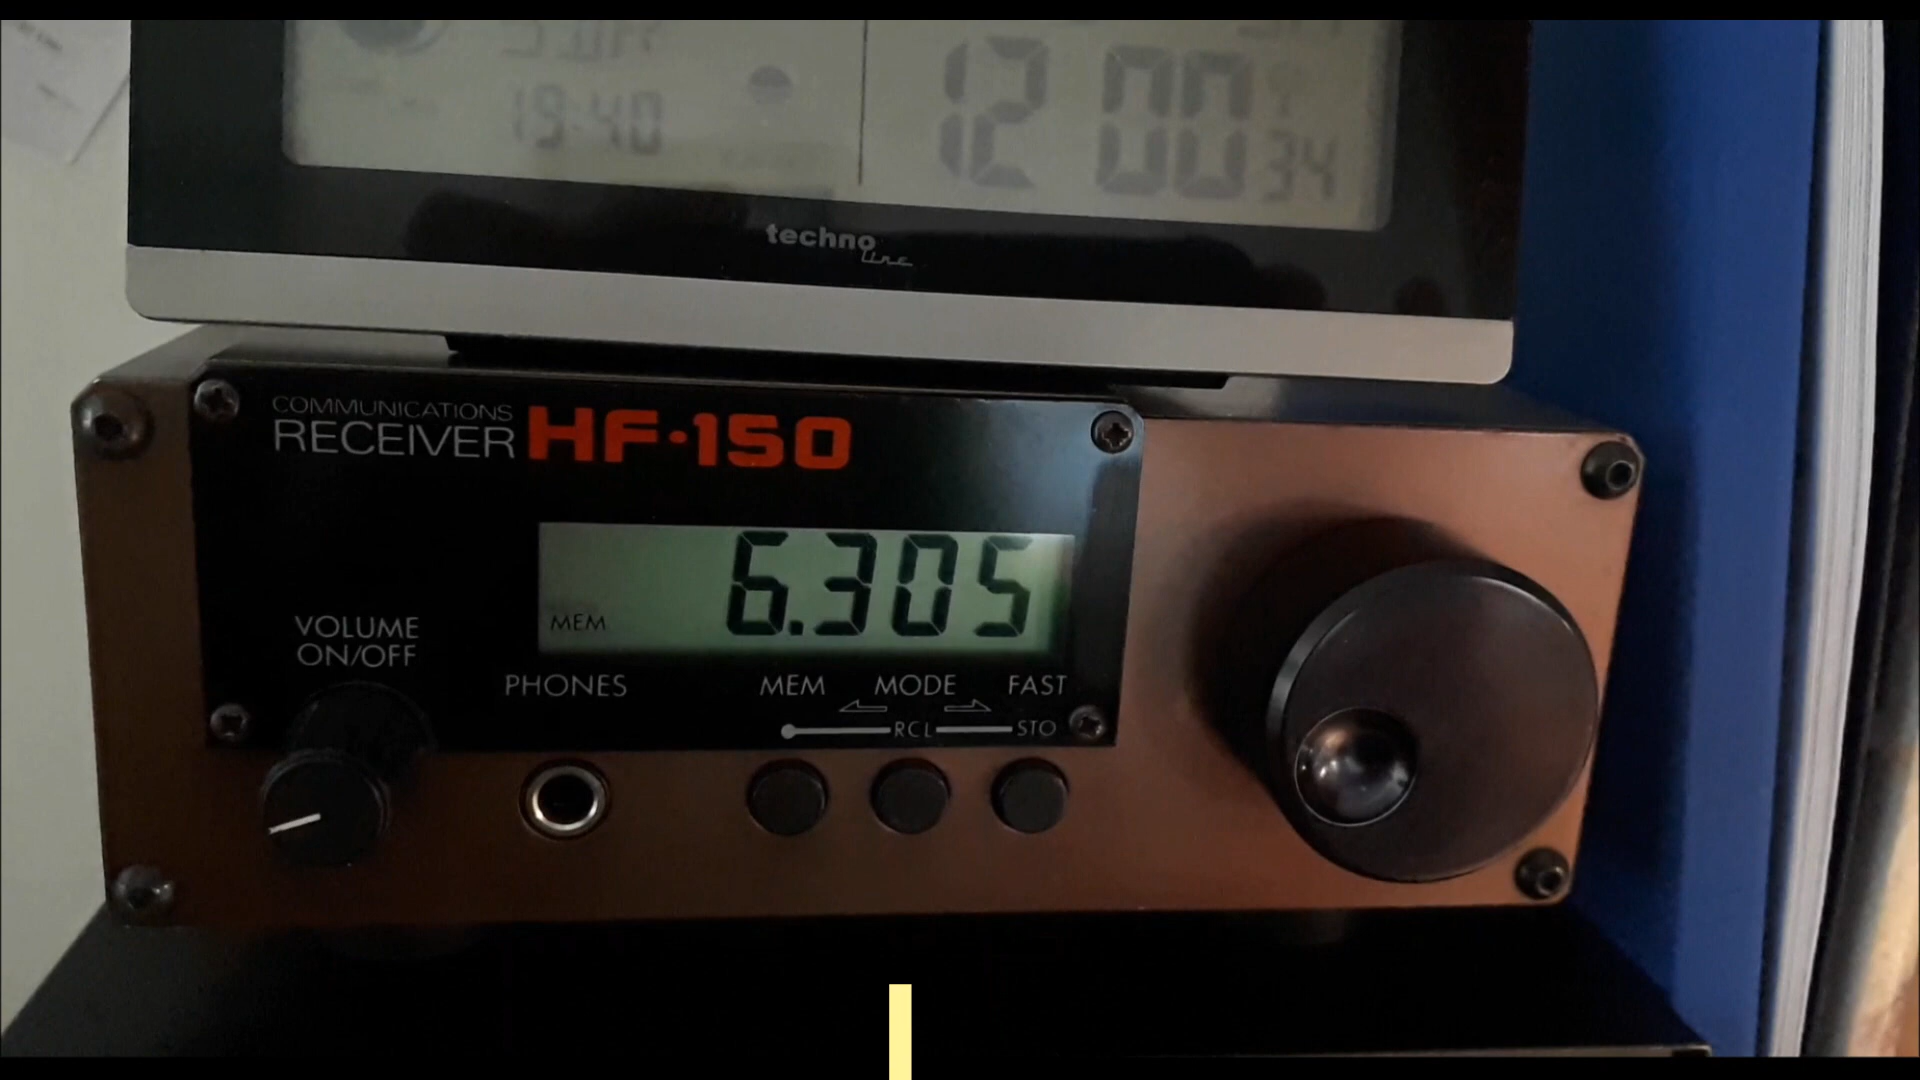 19:40
12 00 34
techno
line
COMMUNICATIONS
RECEIVER HF-150
6.305
MEM
VOLUME
ON/OFF
PHONES
MEM MODE FAST
RCL STO